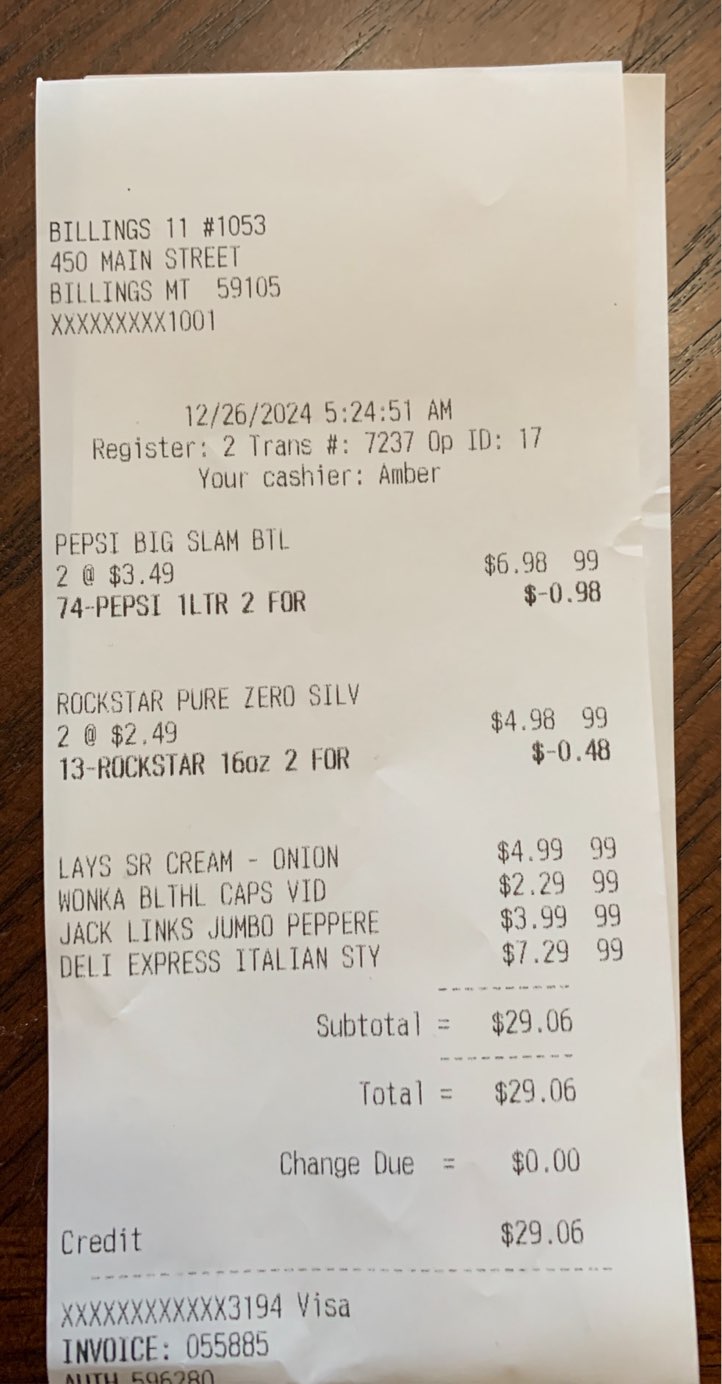 BILLINGS 11 #1053
450 MAIN STREET
BILLINGS MT 59105
XXXXXXXXX1001
12/26/2024 5:24:51 AM
Register: 2 Trans #: 7237 Op ID: 17
Your cashier: Amber
PEPSI BIG SLAM BTL
2 @ $3.49 $6.98 99
74-PEPSI 1LTR 2 FOR $-0.98
ROCKSTAR PURE ZERO SILV
2 @ $2.49 $4.98 99
13-ROCKSTAR 16oz 2 FOR $-0.48
LAYS SR CREAM - ONION $4.99 99
WONKA BLTHL CAPS VID $2.29 99
JACK LINKS JUMBO PEPPERE $3.99 99
DELI EXPRESS ITALIAN STY $7.29 99
Subtotal = $29.06
Total = $29.06
Change Due = $0.00
Credit $29.06
XXXXXXXXXXXX3194 Visa
INVOICE: 055885
AUTH 596280